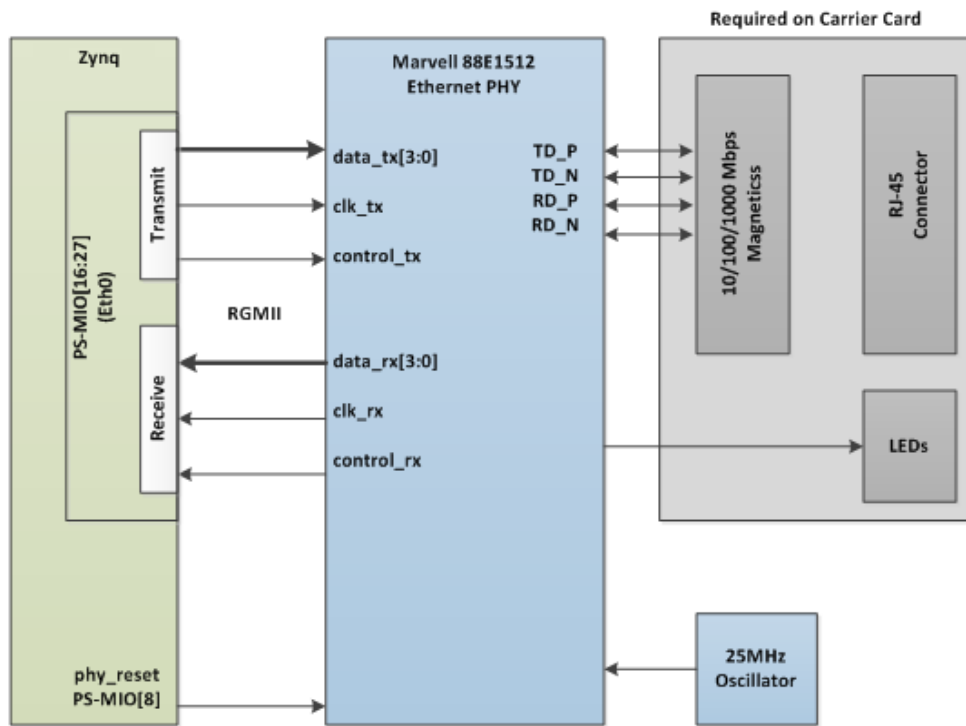 Required on Carrier Card
Zynq
Marvell 88E1512
Ethernet PHY
PS-MIO[16:27]
(Eth0)
Transmit
Receive
data_tx[3:0]
clk_tx
control_tx
RGMII
data_rx[3:0]
clk_rx
control_rx
TD_P
TD_N
RD_P
RD_N
10/100/1000 Mbps
Magneticss
RJ-45
Connector
LEDs
phy_reset
PS-MIO[8]
25MHz
Oscillator